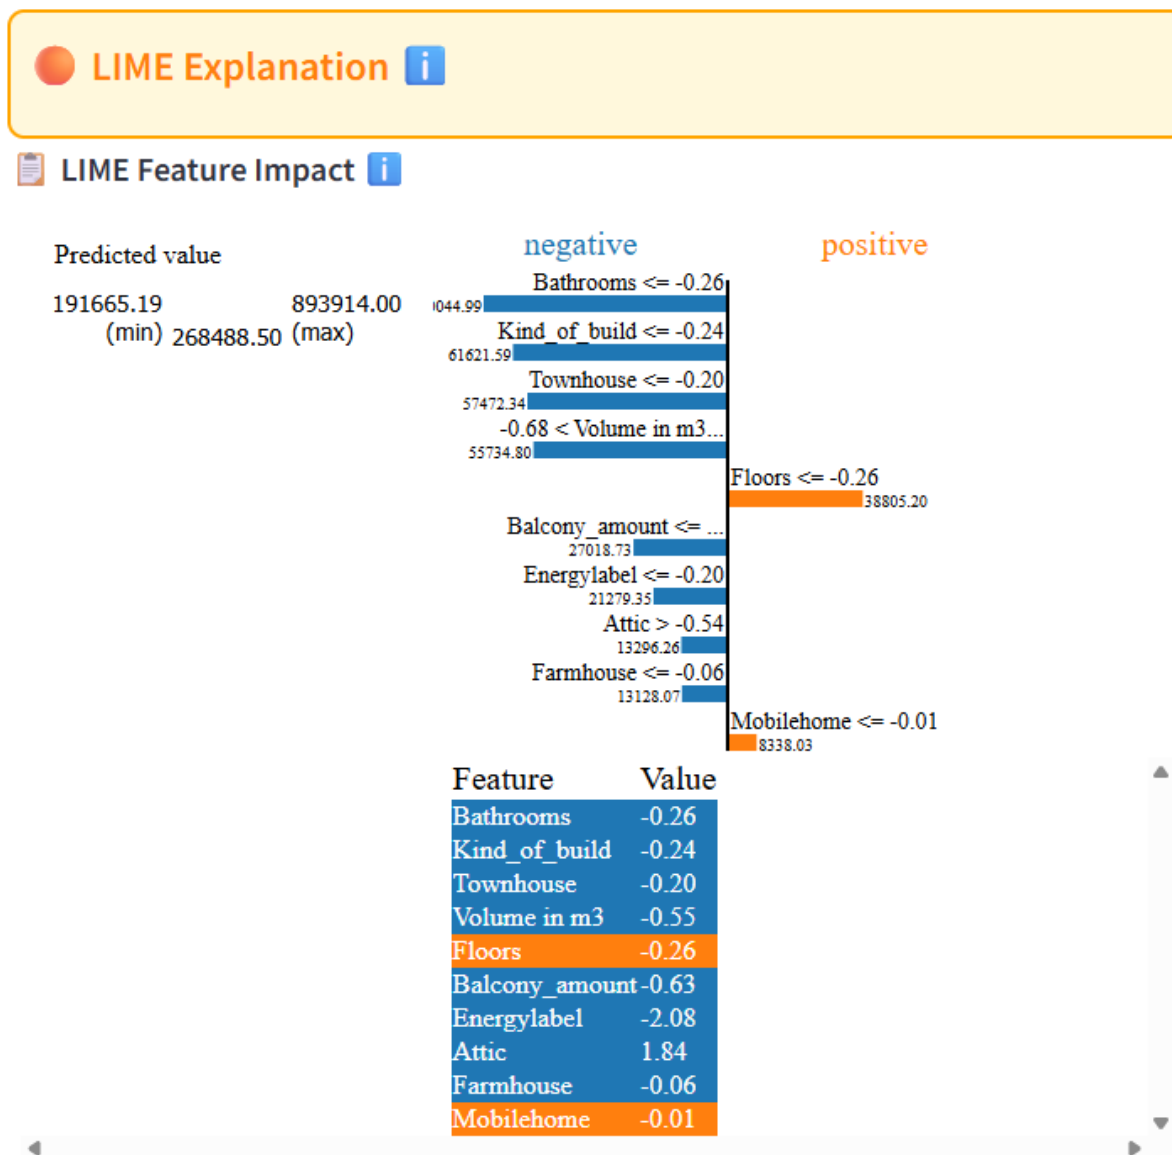 LIME Explanation i
LIME Feature Impact i
Predicted value
191665.19
(min)
268488.50
893914.00
(max)
negative
positive
Bathrooms <= -0.26
Kind_of_build <= -0.24
61621.59
Townhouse <= -0.20
57472.34
-0.68 < Volume in m3...
55734.80
Floors <= -0.26
38805.20
Balcony_amount <= ...
27018.73
Energylabel <= -0.20
21279.35
Attic > -0.54
13296.26
Farmhouse <= -0.06
13128.07
Mobilehome <= -0.01
8338.03
Feature Value
Bathrooms -0.26
Kind_of_build -0.24
Townhouse -0.20
Volume in m3 -0.55
Floors -0.26
Balcony_amount -0.63
Energylabel -2.08
Attic 1.84
Farmhouse -0.06
Mobilehome -0.01